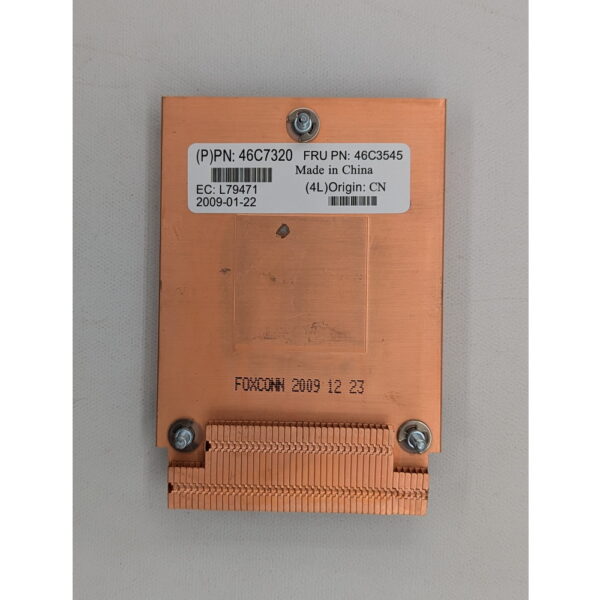 (P)PN: 46C7320 FRU PN: 46C3545
Made in China
EC: L79471 (4L)Origin: CN
2009-01-22
FOXCONN 2009 12 23